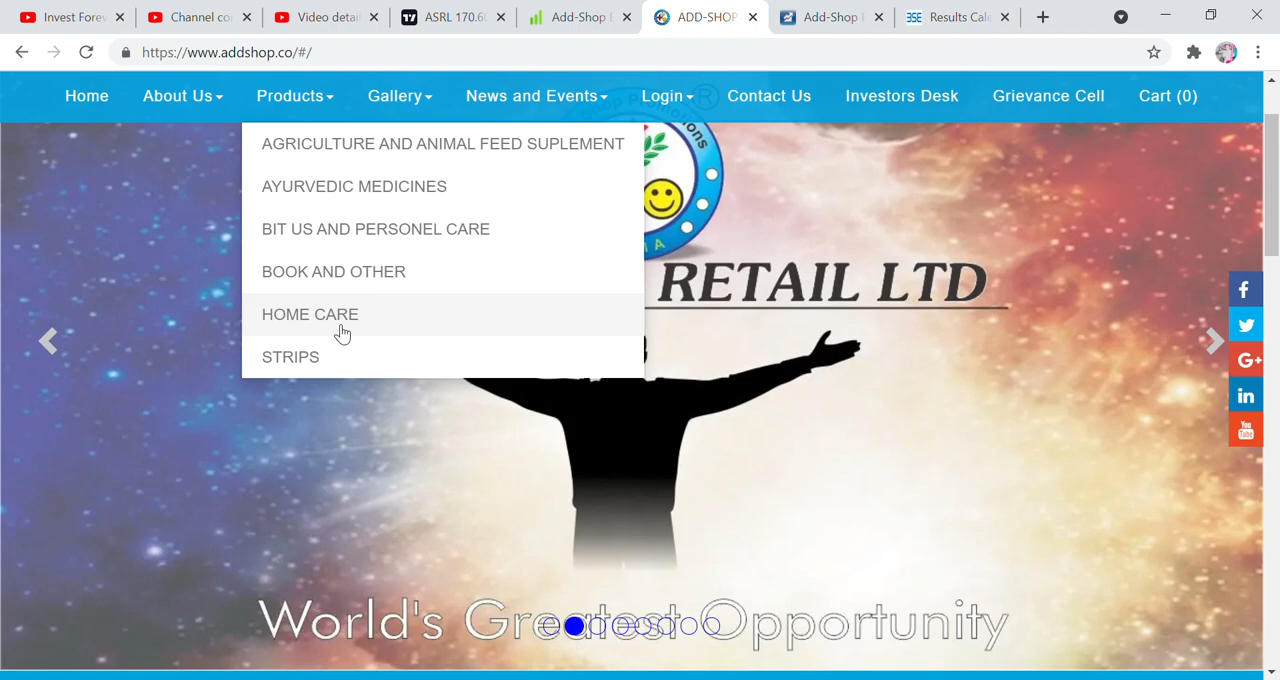 Invest Forev
Channel co
Video detai
ASRL 170.6
Add-Shop E
ADD-SHOP
Add-Shop
Results Cal
https://www.addshop.co/#/
Home About Us Products Gallery News and Events Login Contact Us Investors Desk Grievance Cell Cart (0)
AGRICULTURE AND ANIMAL FEED SUPLEMENT
AYURVEDIC MEDICINES
BIT US AND PERSONEL CARE
BOOK AND OTHER
HOME CARE
STRIPS
RETAIL LTD
World's Greatest Opportunity